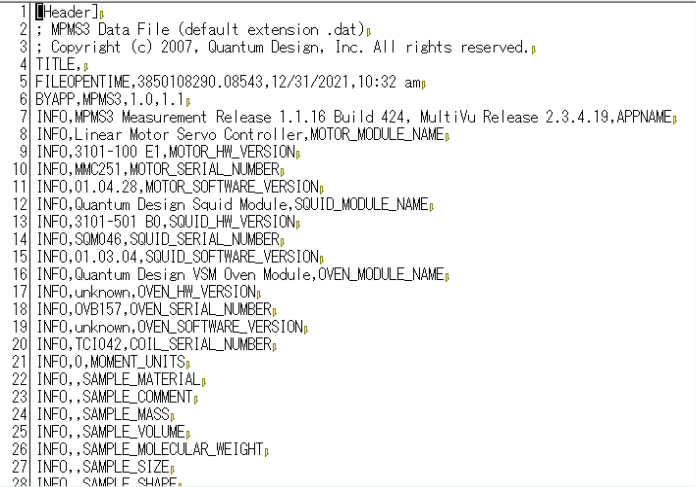 1 [Header]
2 ; MPMS3 Data File (default extension .dat)
3 ; Copyright (c) 2007, Quantum Design, Inc. All rights reserved.
4 TITLE,
5 FILEOPENTIME,3850108290.08543,12/31/2021,10:32 am
6 BYAPP,MPMS3,1.0,1.1
7 INFO,MPMS3 Measurement Release 1.1.16 Build 424, MultiVu Release 2.3.4.19,APPNAME
8 INFO,Linear Motor Servo Controller,MOTOR_MODULE_NAME
9 INFO,3101-100 E1,MOTOR_HW_VERSION
10 INFO,MMC251,MOTOR_SERIAL_NUMBER
11 INFO,01.04.28,MOTOR_SOFTWARE_VERSION
12 INFO,Quantum Design Squid Module,SQUID_MODULE_NAME
13 INFO,3101-501 B0,SQUID_HW_VERSION
14 INFO,SQM046,SQUID_SERIAL_NUMBER
15 INFO,01.03.04,SQUID_SOFTWARE_VERSION
16 INFO,Quantum Design VSM Oven Module,OVEN_MODULE_NAME
17 INFO,unknown,OVEN_HW_VERSION
18 INFO,OVB157,OVEN_SERIAL_NUMBER
19 INFO,unknown,OVEN_SOFTWARE_VERSION
20 INFO,TCI042,COIL_SERIAL_NUMBER
21 INFO,0,MOMENT_UNITS
22 INFO,,SAMPLE_MATERIAL
23 INFO,,SAMPLE_COMMENT
24 INFO,,SAMPLE_MASS
25 INFO,,SAMPLE_VOLUME
26 INFO,,SAMPLE_MOLECULAR_WEIGHT
27 INFO,,SAMPLE_SIZE
28 INFO,,SAMPLE_SHAPE